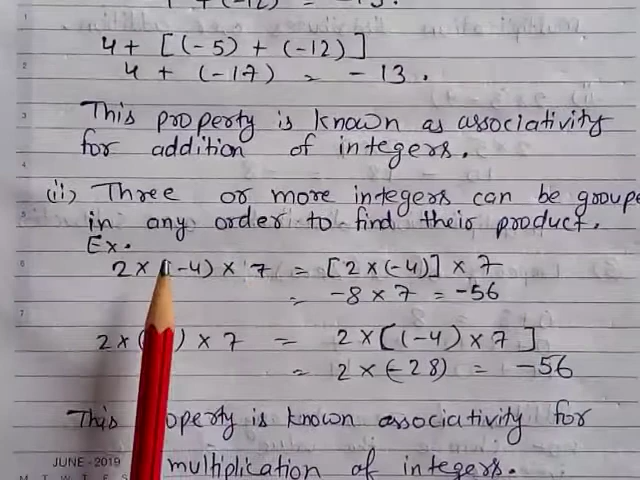 4 + [(-5) + (-12)]
4 + (-17) = -13.
This property is known as associativity
for addition of integers.
(ii) Three or more integers can be groupe
in any order to find their product.
Ex.
2 × (-4) × 7 = [2 × (-4)] × 7
= -8 × 7 = -56
2 × ( ) × 7 = 2 × [(-4) × 7]
= 2 × (-28) = -56
This operty is known associativity for
JUNE - 2019
multiplication of integers.
M T W T F S